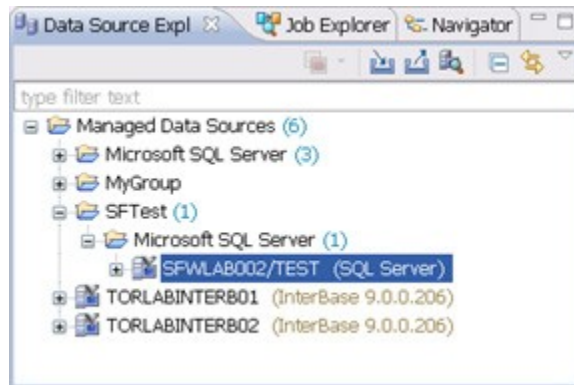 Data Source Expl Job Explorer Navigator
type filter text
Managed Data Sources (6)
Microsoft SQL Server (3)
MyGroup
SFTest (1)
Microsoft SQL Server (1)
SFWLAB002/TEST (SQL Server)
TORLABINTERB01 (InterBase 9.0.0.206)
TORLABINTERB02 (InterBase 9.0.0.206)